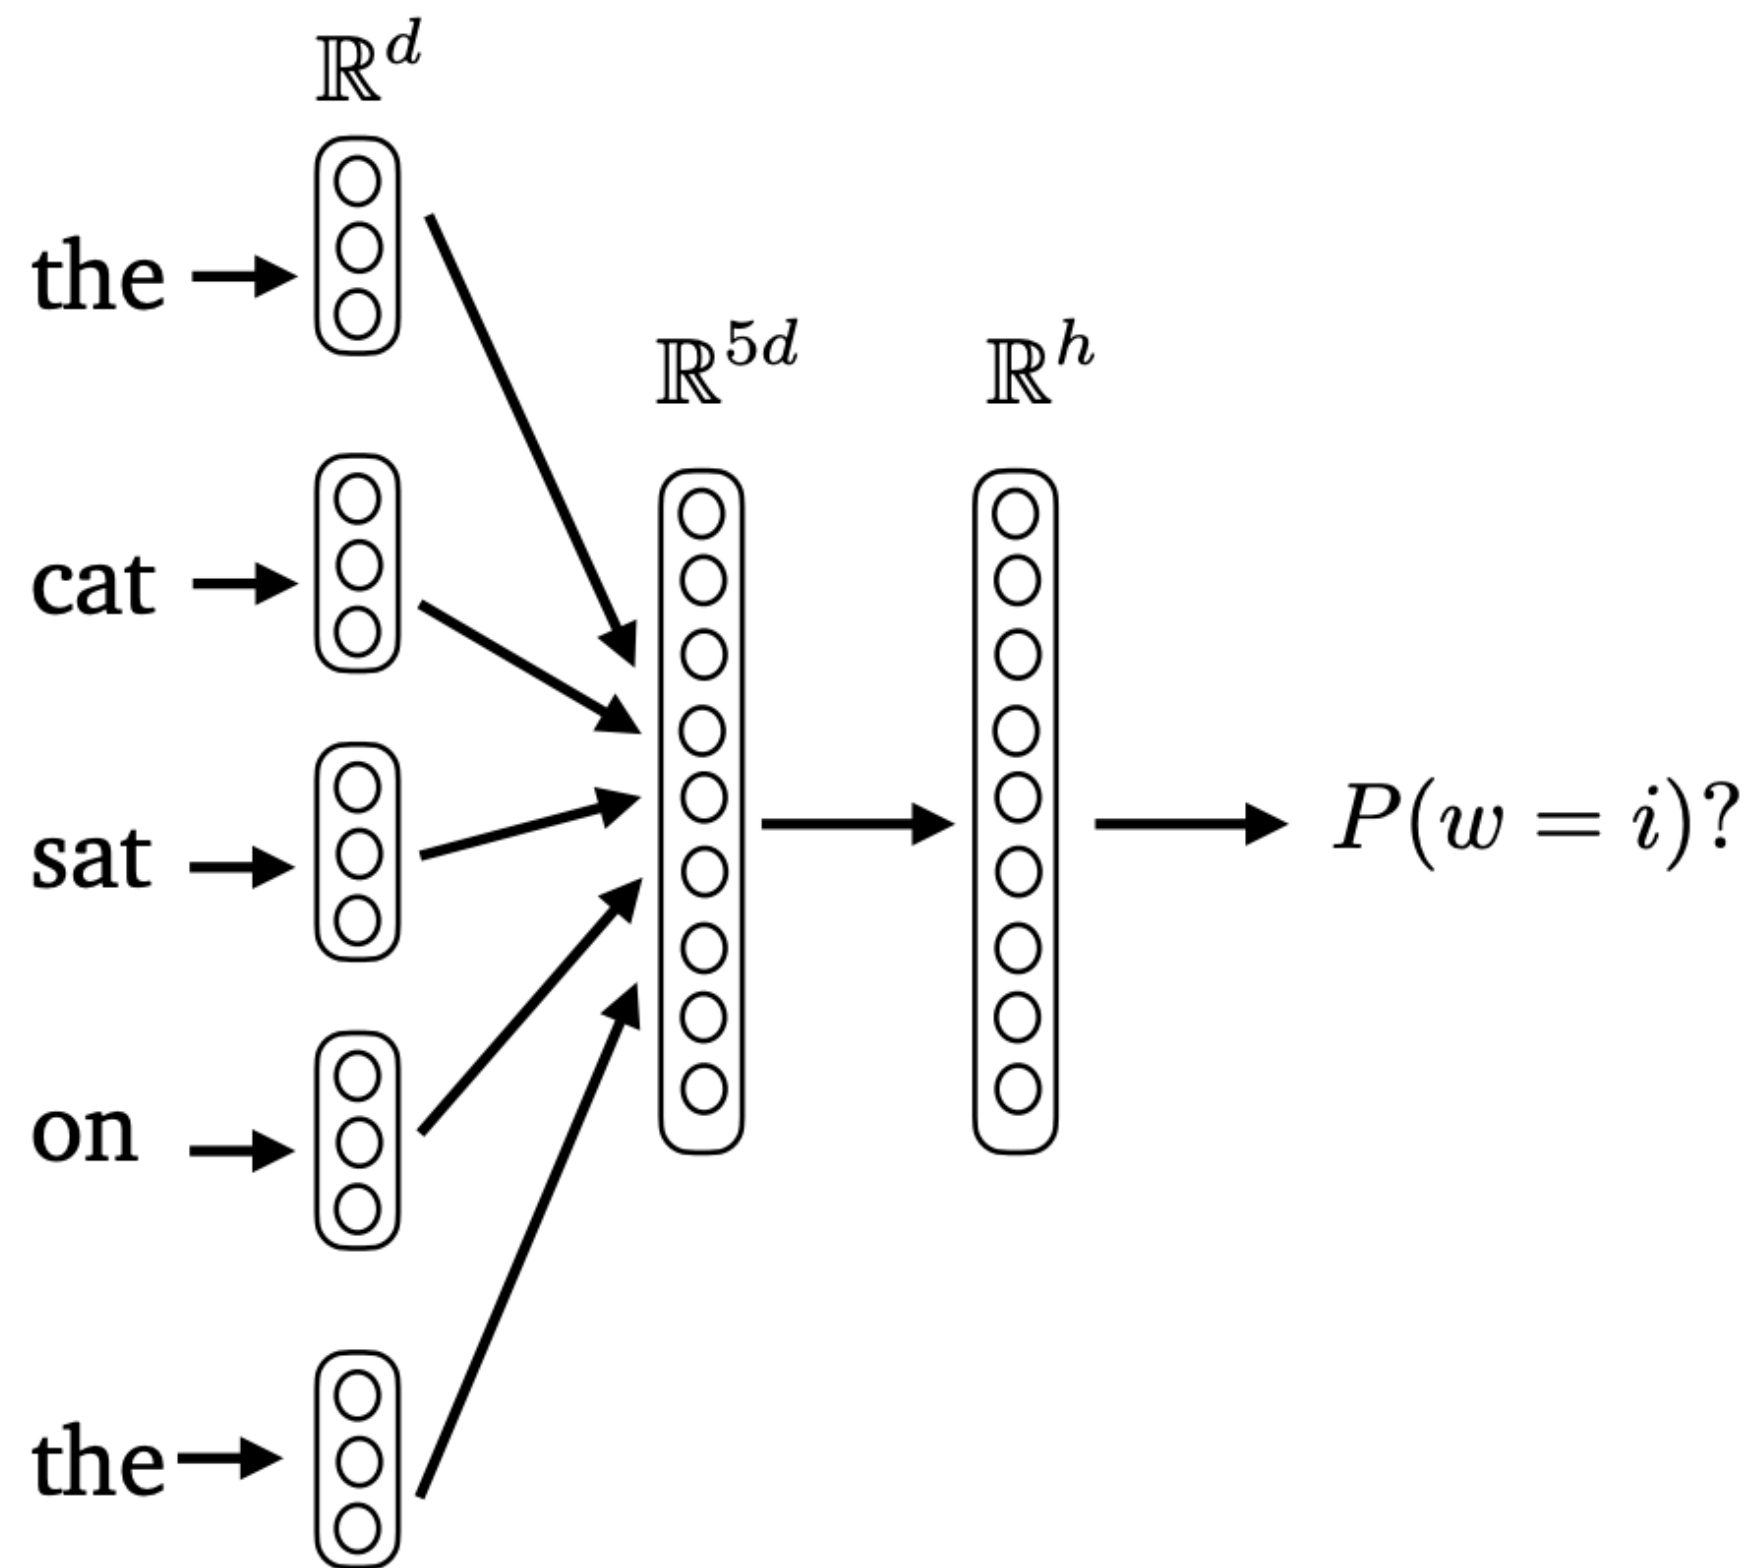 ℝ^d
the
cat
sat
on
the
ℝ^{5d}
ℝ^h
P(w = i)?